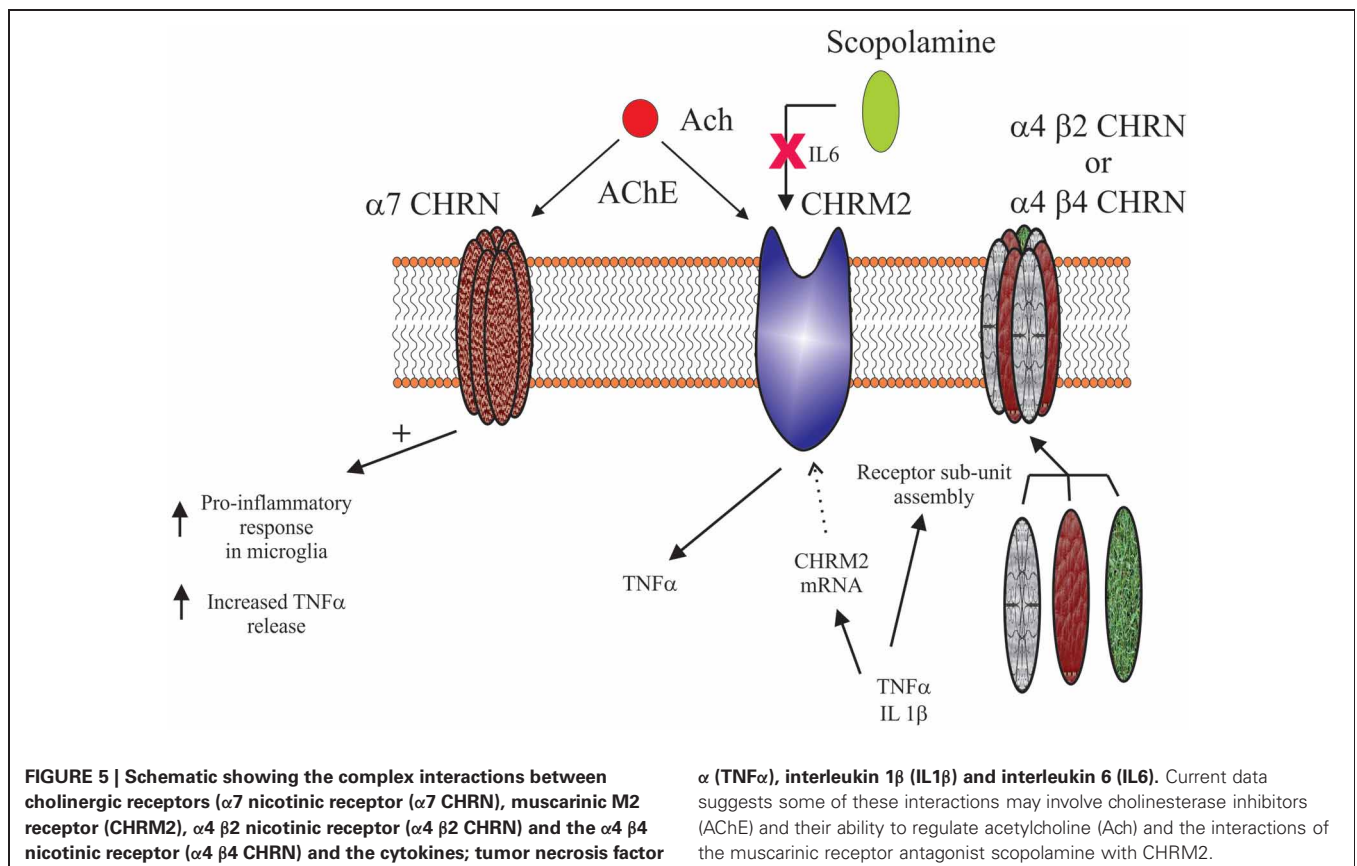 Scopolamine
Ach
IL6
α4 β2 CHRN
or
α4 β4 CHRN
AChE
α7 CHRN
CHRM2
+
Pro-inflammatory
response
in microglia
Increased TNFα
release
TNFα
CHRM2
mRNA
Receptor sub-unit
assembly
TNFα
IL 1β
FIGURE 5 | Schematic showing the complex interactions between
cholinergic receptors (α7 nicotinic receptor (α7 CHRN), muscarinic M2
receptor (CHRM2), α4 β2 nicotinic receptor (α4 β2 CHRN) and the α4 β4
nicotinic receptor (α4 β4 CHRN) and the cytokines; tumor necrosis factor
α (TNFα), interleukin 1β (IL1β) and interleukin 6 (IL6). Current data
suggests some of these interactions may involve cholinesterase inhibitors
(AChE) and their ability to regulate acetylcholine (Ach) and the interactions of
the muscarinic receptor antagonist scopolamine with CHRM2.